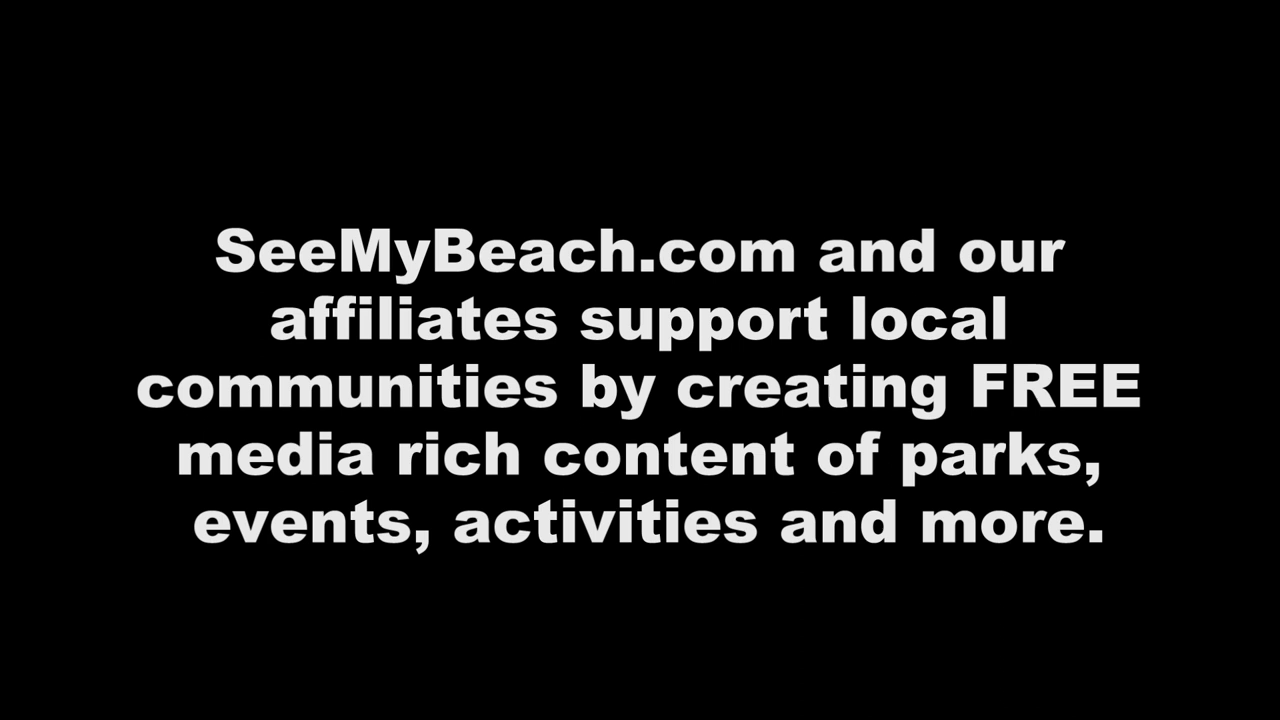 SeeMyBeach.com and our
affiliates support local
communities by creating FREE
media rich content of parks,
events, activities and more.